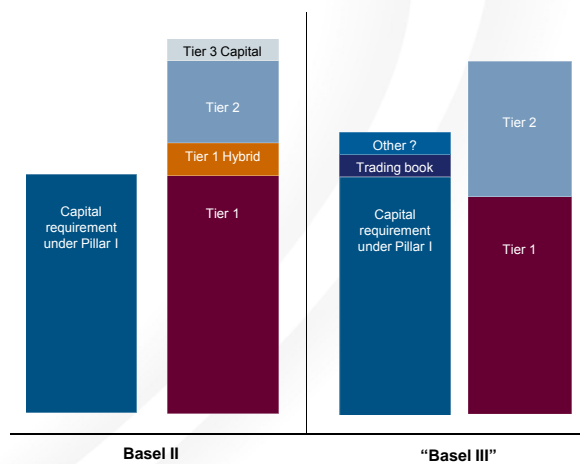 Tier 3 Capital
Tier 2
Tier 1 Hybrid
Capital
requirement
under Pillar I
Tier 1
Basel II
Other ?
Trading book
Capital
requirement
under Pillar I
Tier 2
Tier 1
“Basel III”